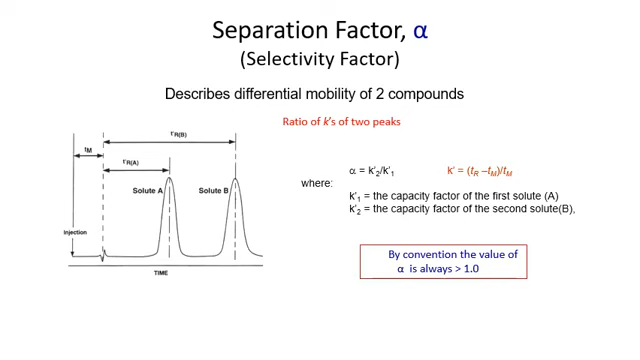 Separation Factor, α
(Selectivity Factor)
Describes differential mobility of 2 compounds
Ratio of k's of two peaks
t'R(B)
tM
t'R(A)
Solute A
Solute B
Injection
TIME
α = k'2/k'1
k' = (tR –tM)/tM
where:
k'1 = the capacity factor of the first solute (A)
k'2 = the capacity factor of the second solute(B),
By convention the value of
α is always > 1.0